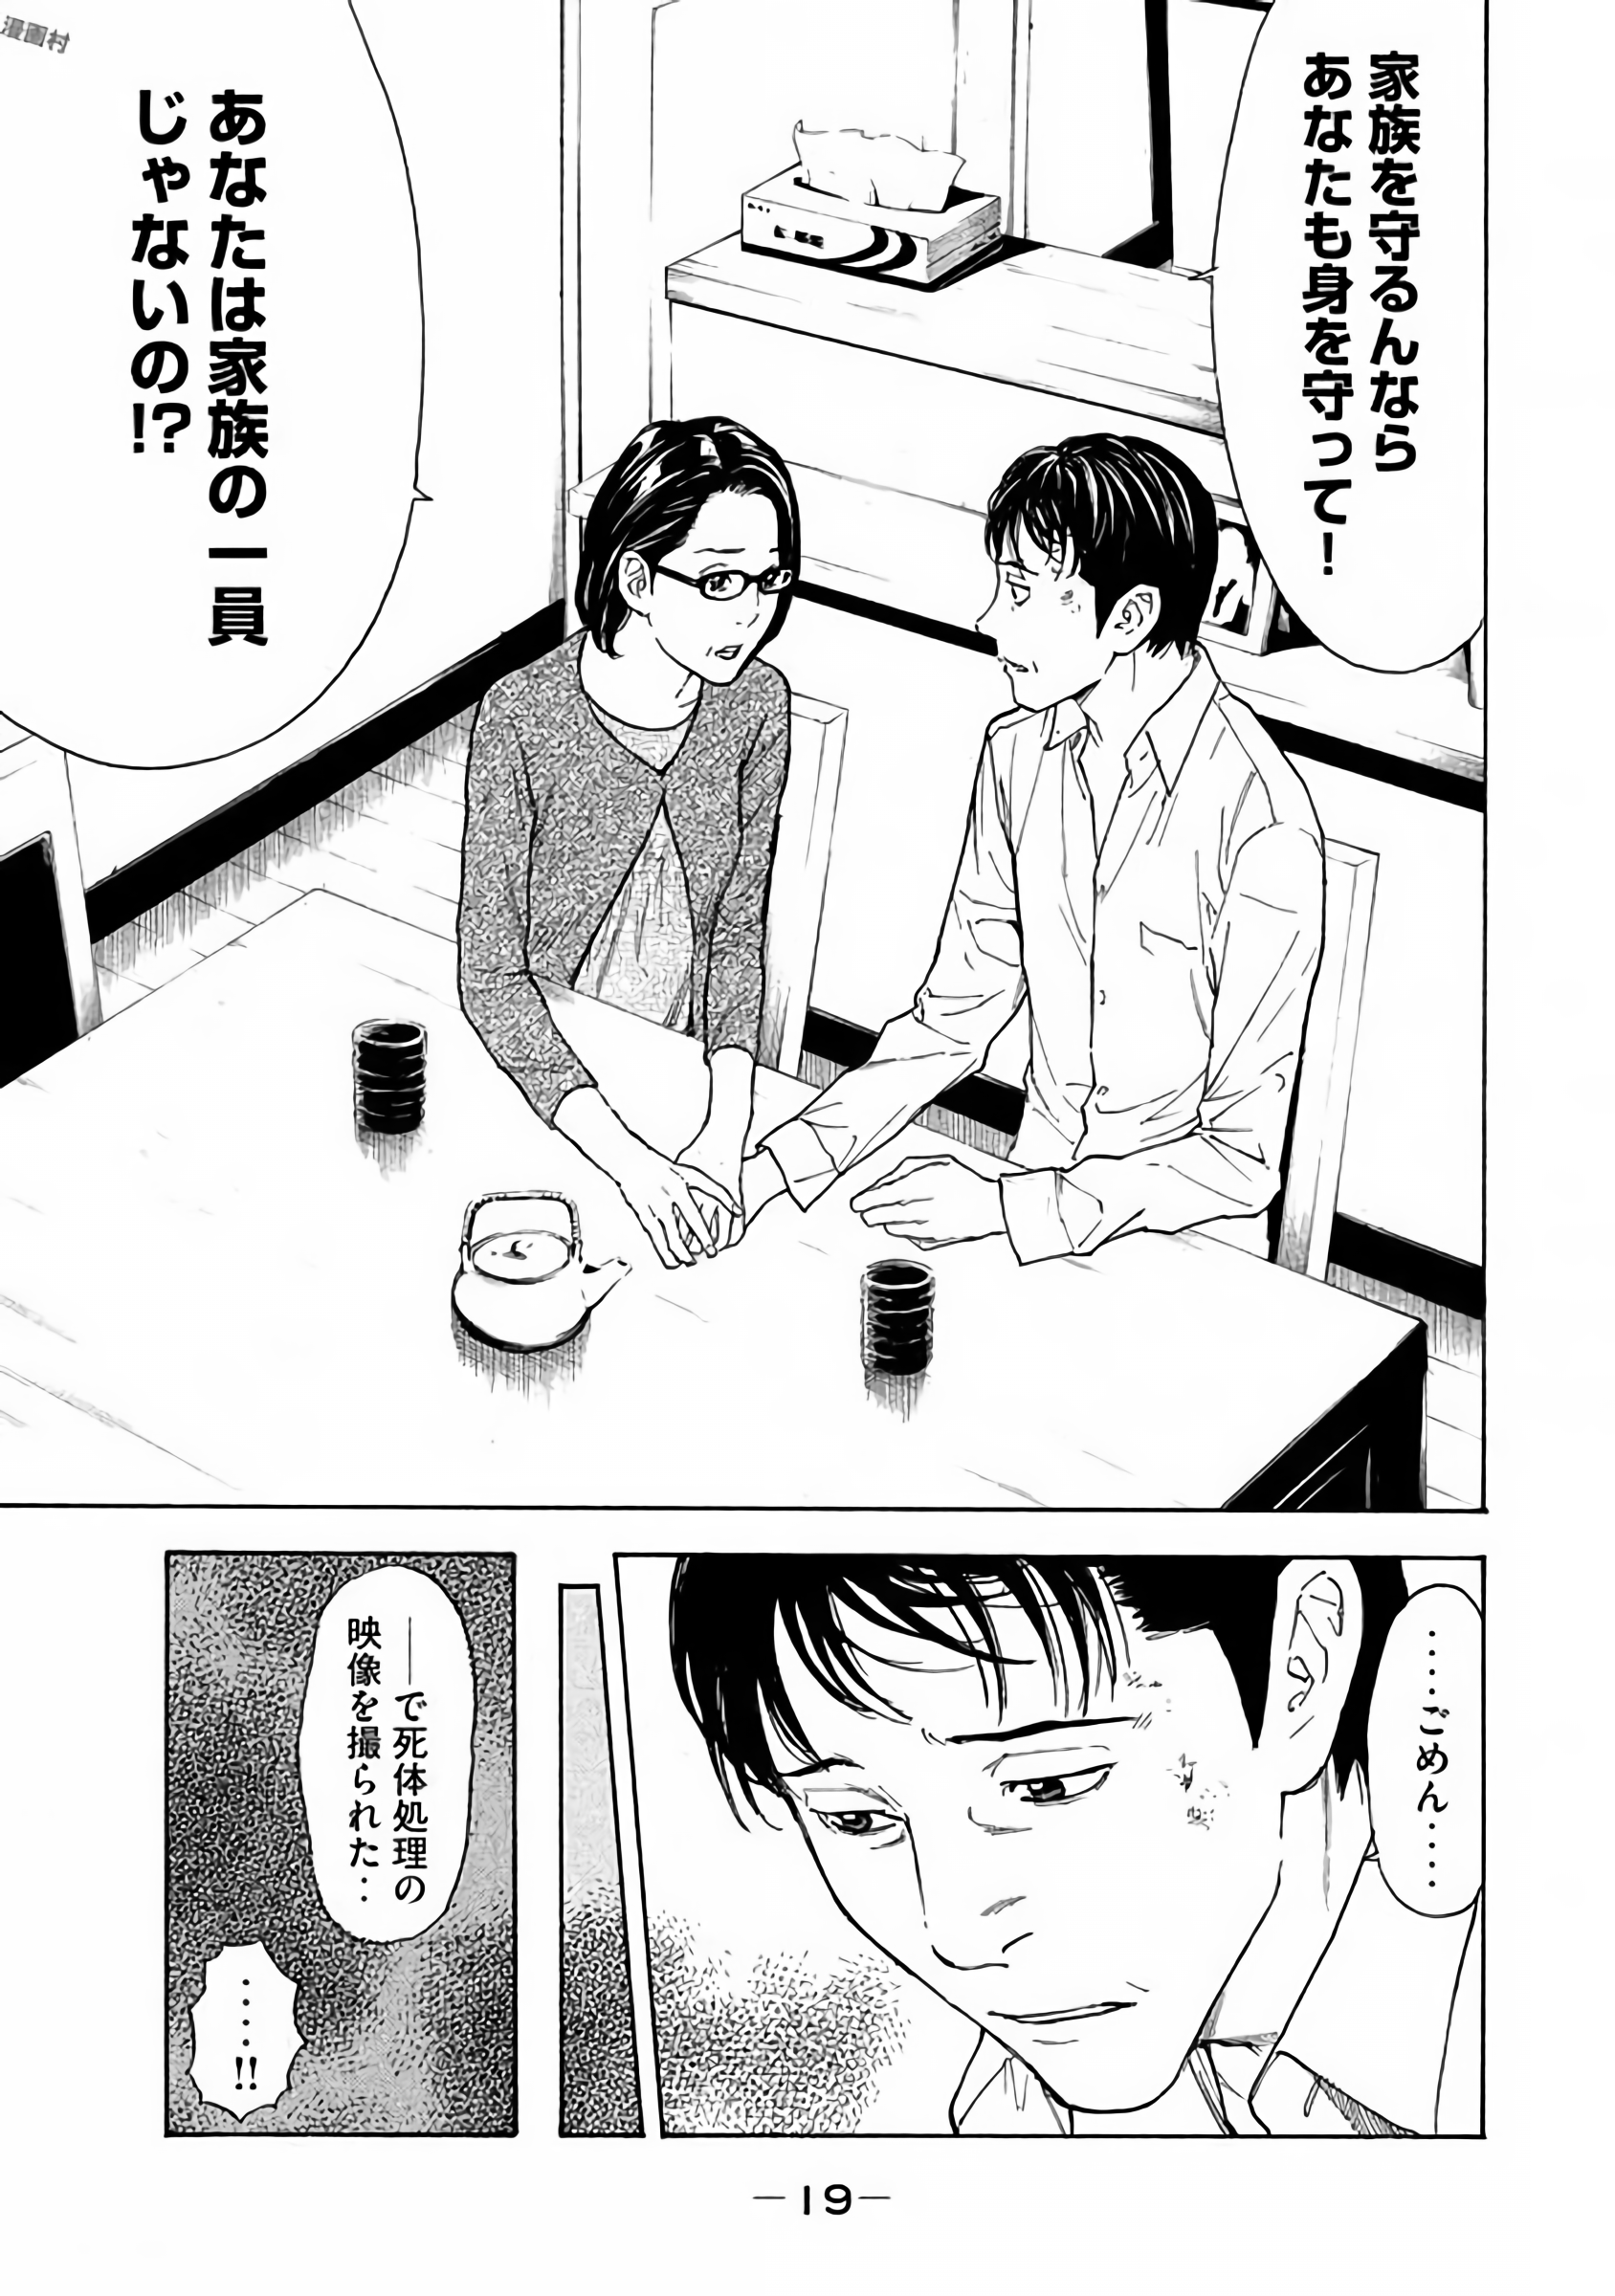 家族を守るんなら
あなたも身を守って!
あなたは家族の一員
じゃないの!?
‥‥ごめん‥‥
──で死体処理の
映像を撮られた‥
‥‥‥!!
—19—
漫画村